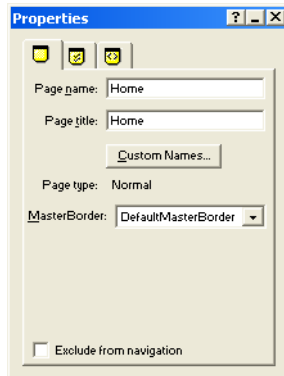 Properties
Page name: Home
Page title: Home
Custom Names...
Page type: Normal
MasterBorder: DefaultMasterBorder
Exclude from navigation